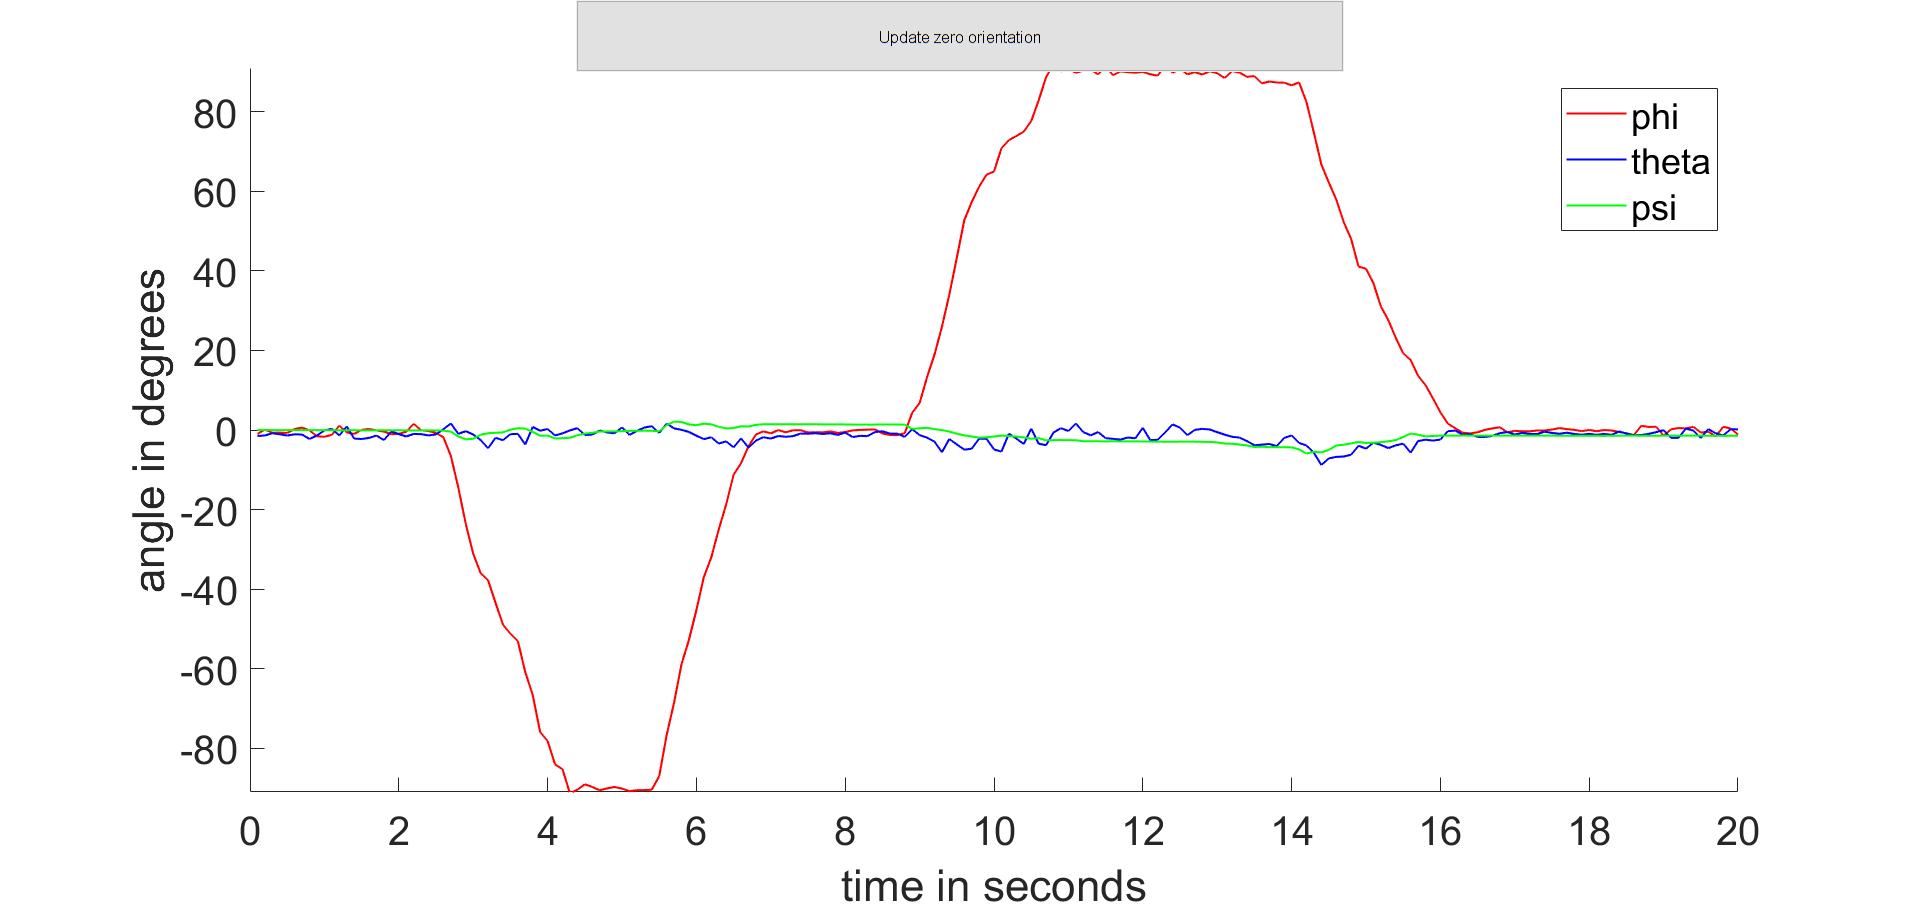 Update zero orientation
80
60
40
20
0
-20
-40
-60
-80
angle in degrees
phi
theta
psi
0 2 4 6 8 10 12 14 16 18 20
time in seconds